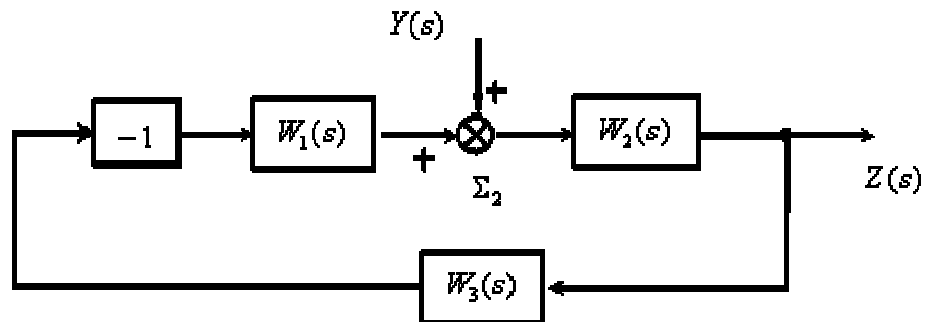 Y(s)
+
-1
W₁(s)
+
Σ₂
W₂(s)
Z(s)
W₃(s)